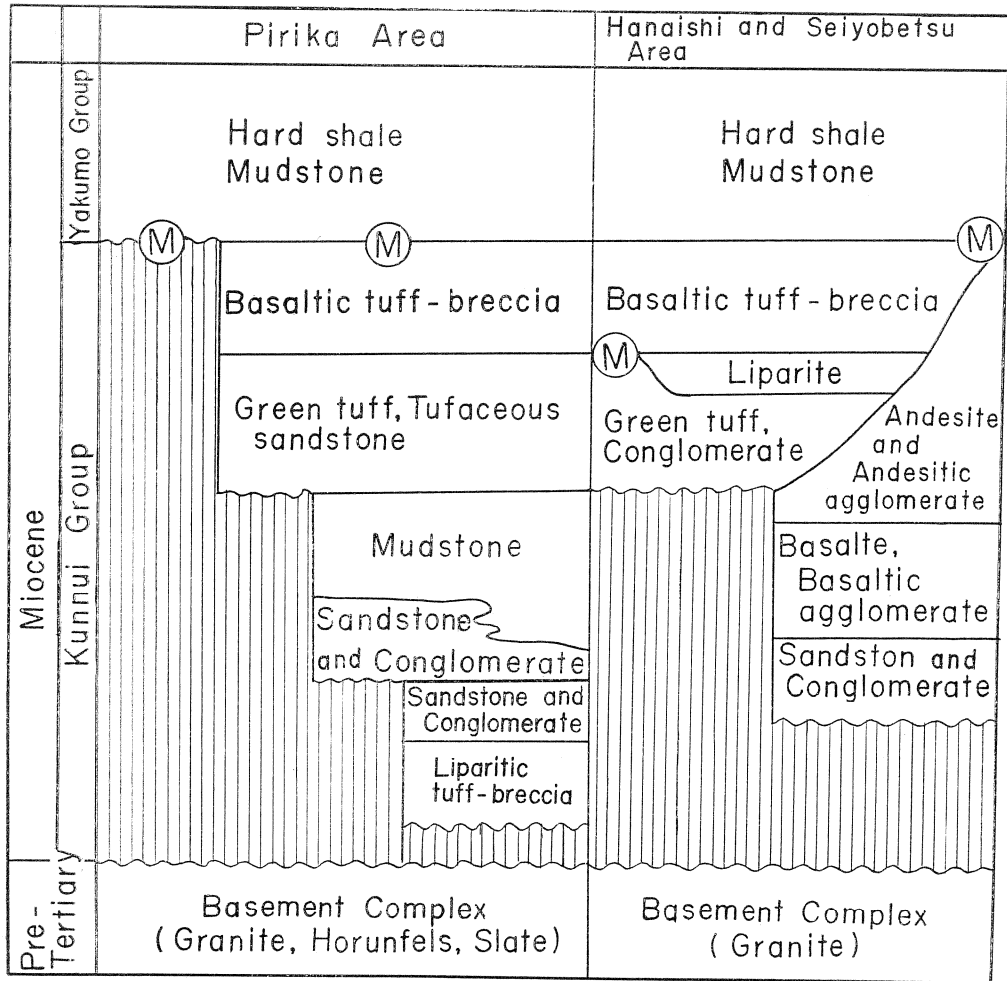 Pirika Area
Hanaishi and Seiyobetsu
Area
Miocene
Pre-
Tertiary
Yakumo Group
Kunnui Group
Hard shale
Mudstone
M
M
Basaltic tuff-breccia
Green tuff, Tufaceous
sandstone
Mudstone
Sandstone
and Conglomerate
Sandstone and
Conglomerate
Liparitic
tuff-breccia
Basement Complex
(Granite, Horunfels, Slate)
Hard shale
Mudstone
M
Basaltic tuff-breccia
M
Liparite
Green tuff,
Conglomerate
Andesite
and
Andesitic
agglomerate
Basalte,
Basaltic
agglomerate
Sandston and
Conglomerate
Basement Complex
(Granite)